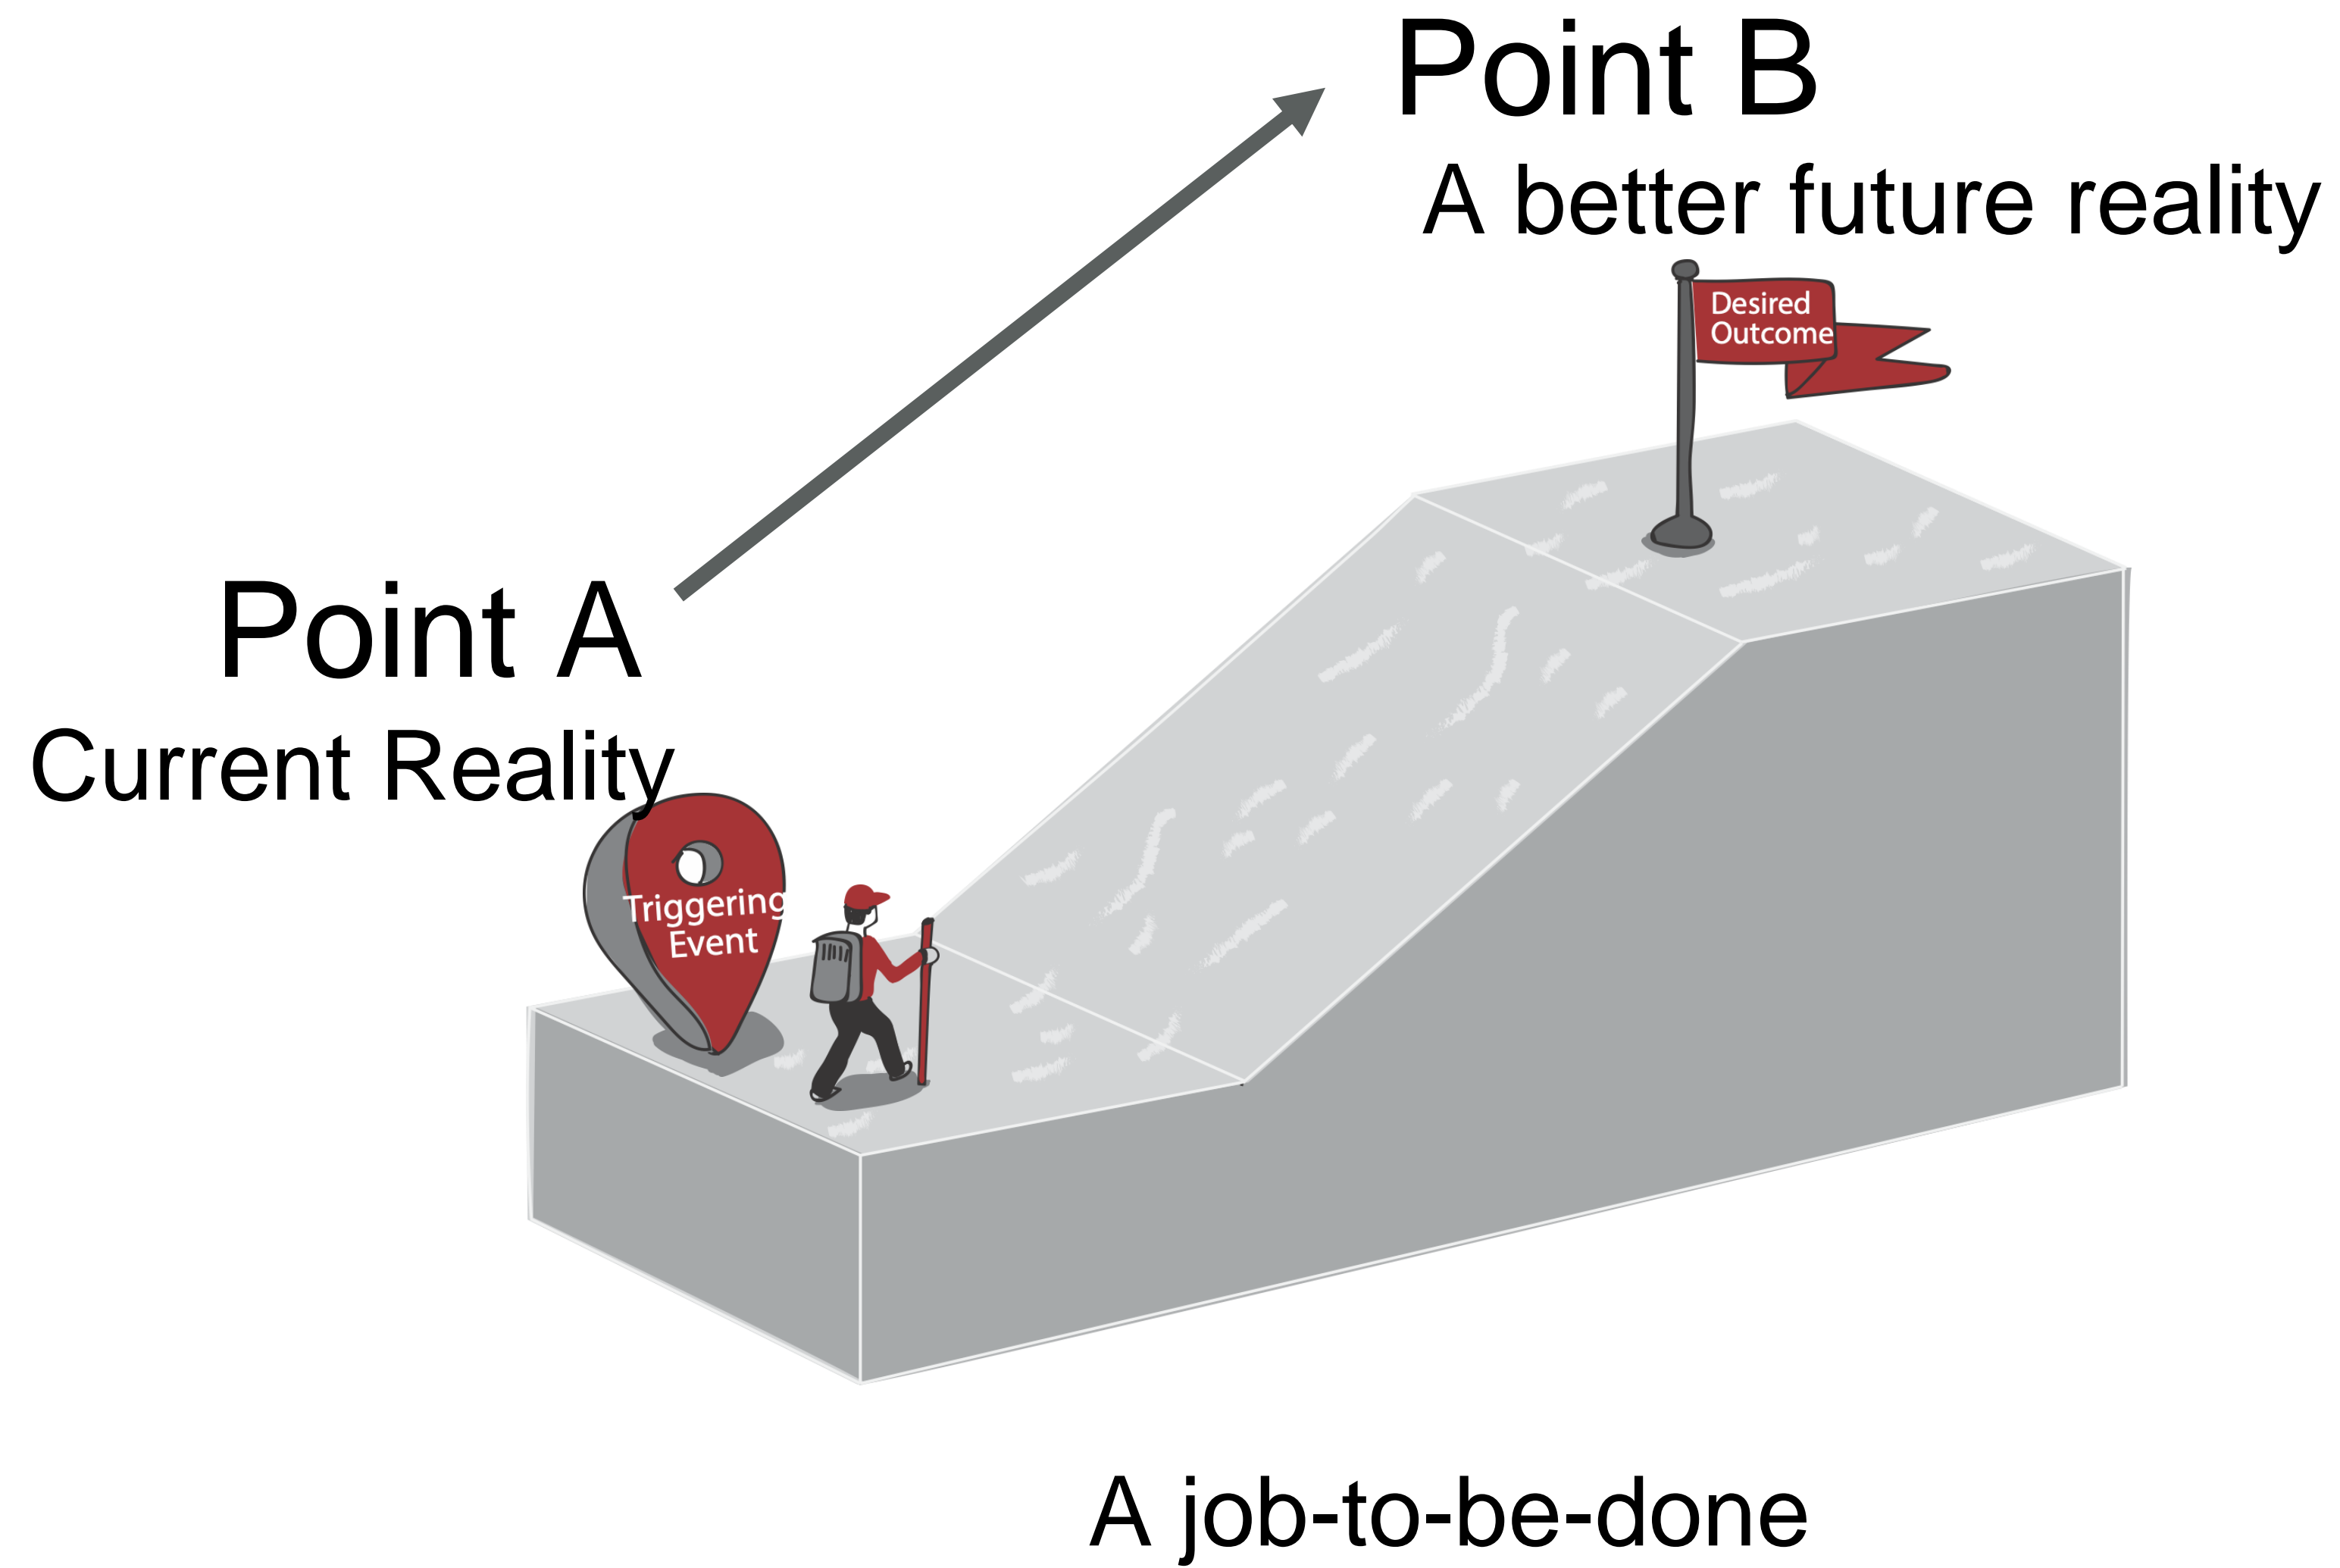 Point B
A better future reality
Desired
Outcome
Point A
Current Reality
Triggering
Event
A job-to-be-done